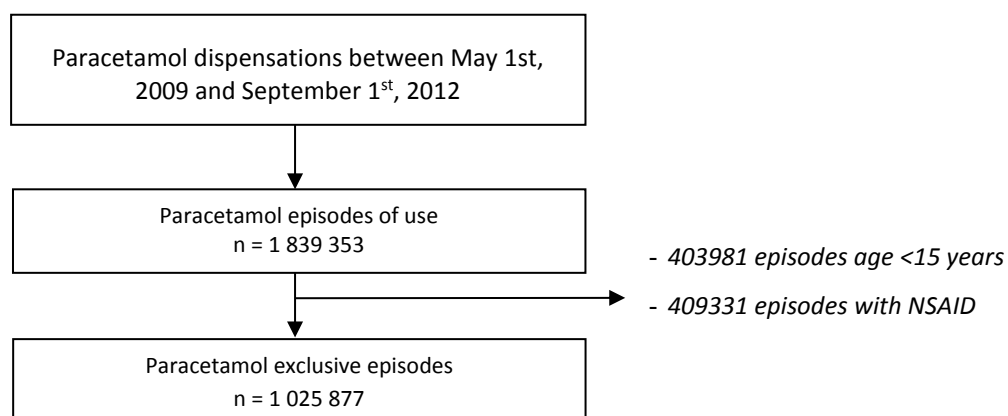 Paracetamol dispensations between May 1st,
2009 and September 1st, 2012
Paracetamol episodes of use
n = 1 839 353
- 403981 episodes age <15 years
- 409331 episodes with NSAID
Paracetamol exclusive episodes
n = 1 025 877